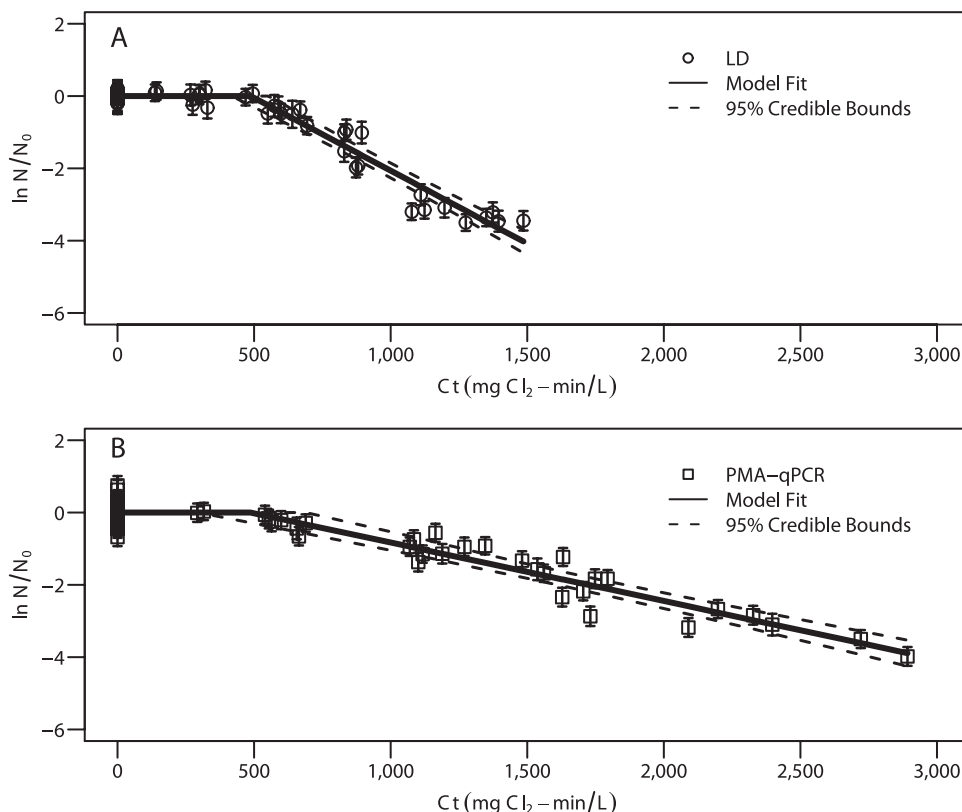 A
LD
Model Fit
95% Credible Bounds
ln N/N₀
2
0
−2
−4
−6
0 500 1,000 1,500 2,000 2,500 3,000
Ct (mg Cl₂−min/L)
B
PMA−qPCR
Model Fit
95% Credible Bounds
ln N/N₀
2
0
−2
−4
−6
0 500 1,000 1,500 2,000 2,500 3,000
Ct (mg Cl₂−min/L)